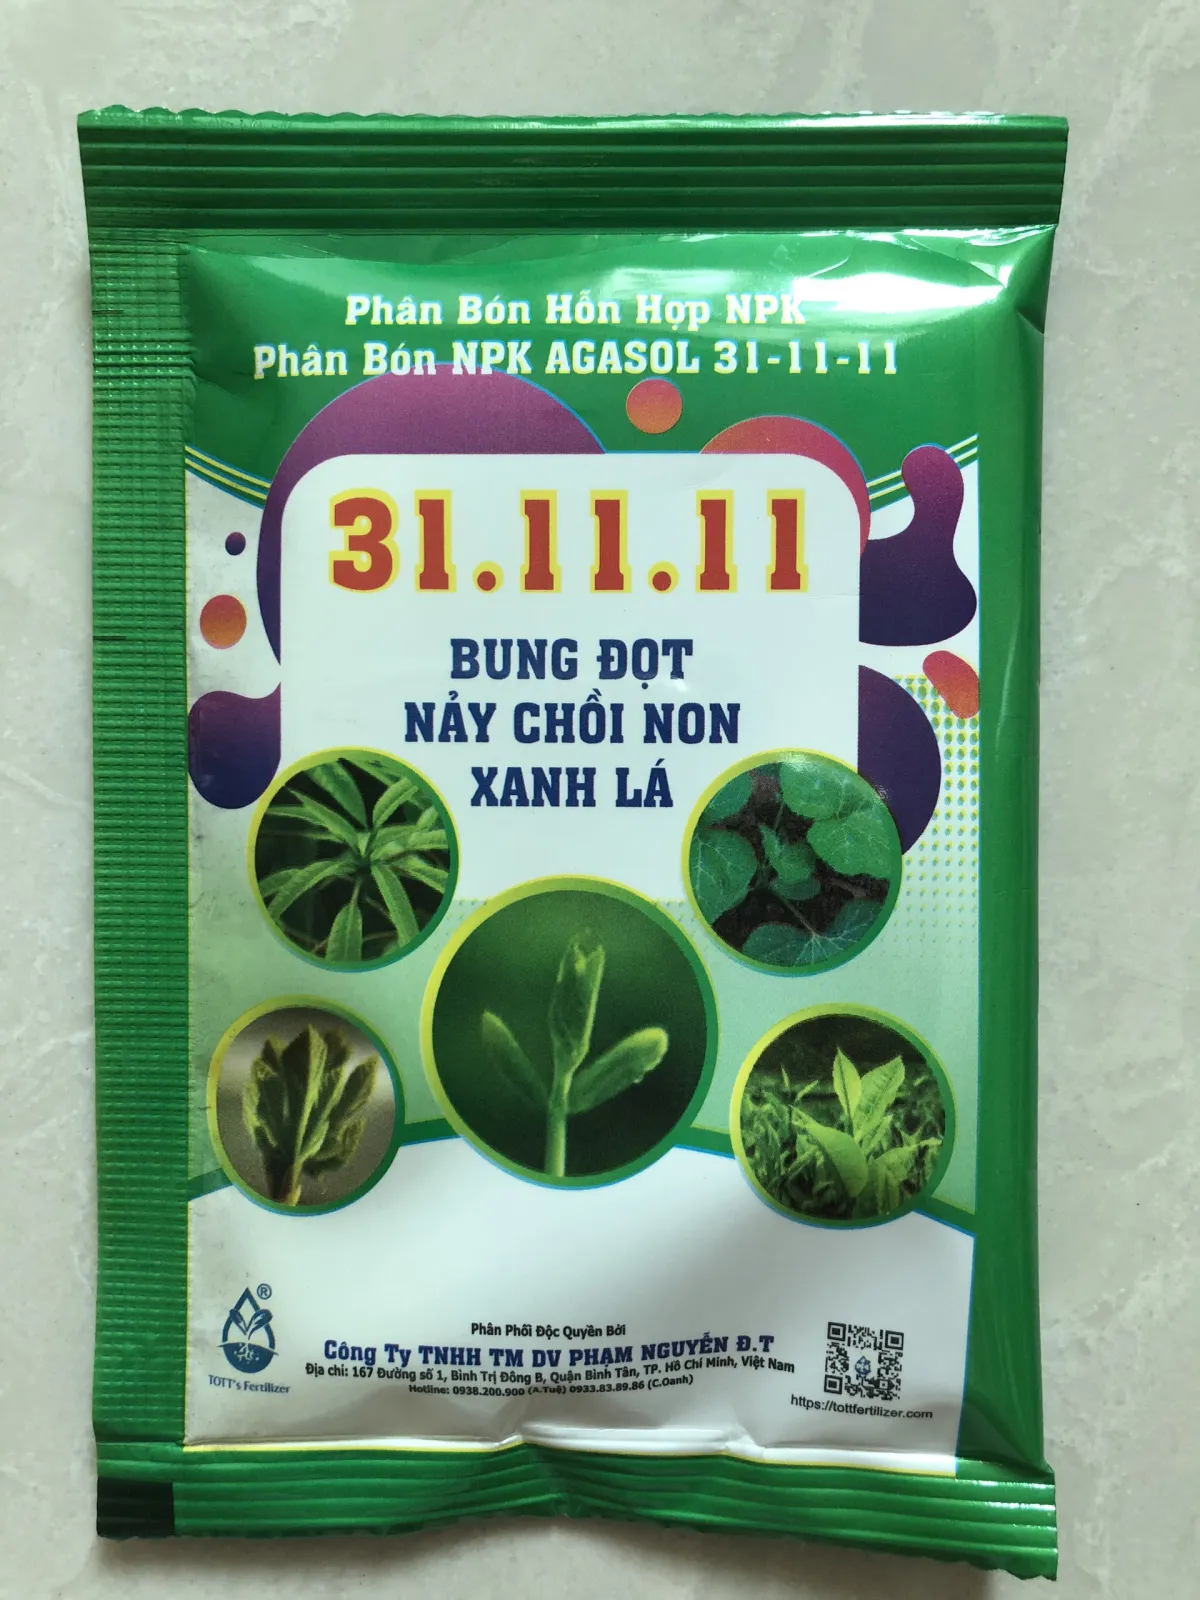 Phân Bón Hỗn Hợp NPK
Phân Bón NPK AGASOL 31-11-11
31.11.11
BUNG ĐỌT
NẢY CHỒI NON
XANH LÁ
®
TOTT's Fertilizer
Phân Phối Độc Quyền Bởi
Công Ty TNHH TM DV PHẠM NGUYỄN Đ.T
Địa chỉ: 167 Đường số 1, Bình Trị Đông B, Quận Bình Tân, TP. Hồ Chí Minh, Việt Nam
Hotline: 0938.200.900 (A.Tuệ) 0933.83.89.86 (C.Oanh)
https://tottfertilizer.com